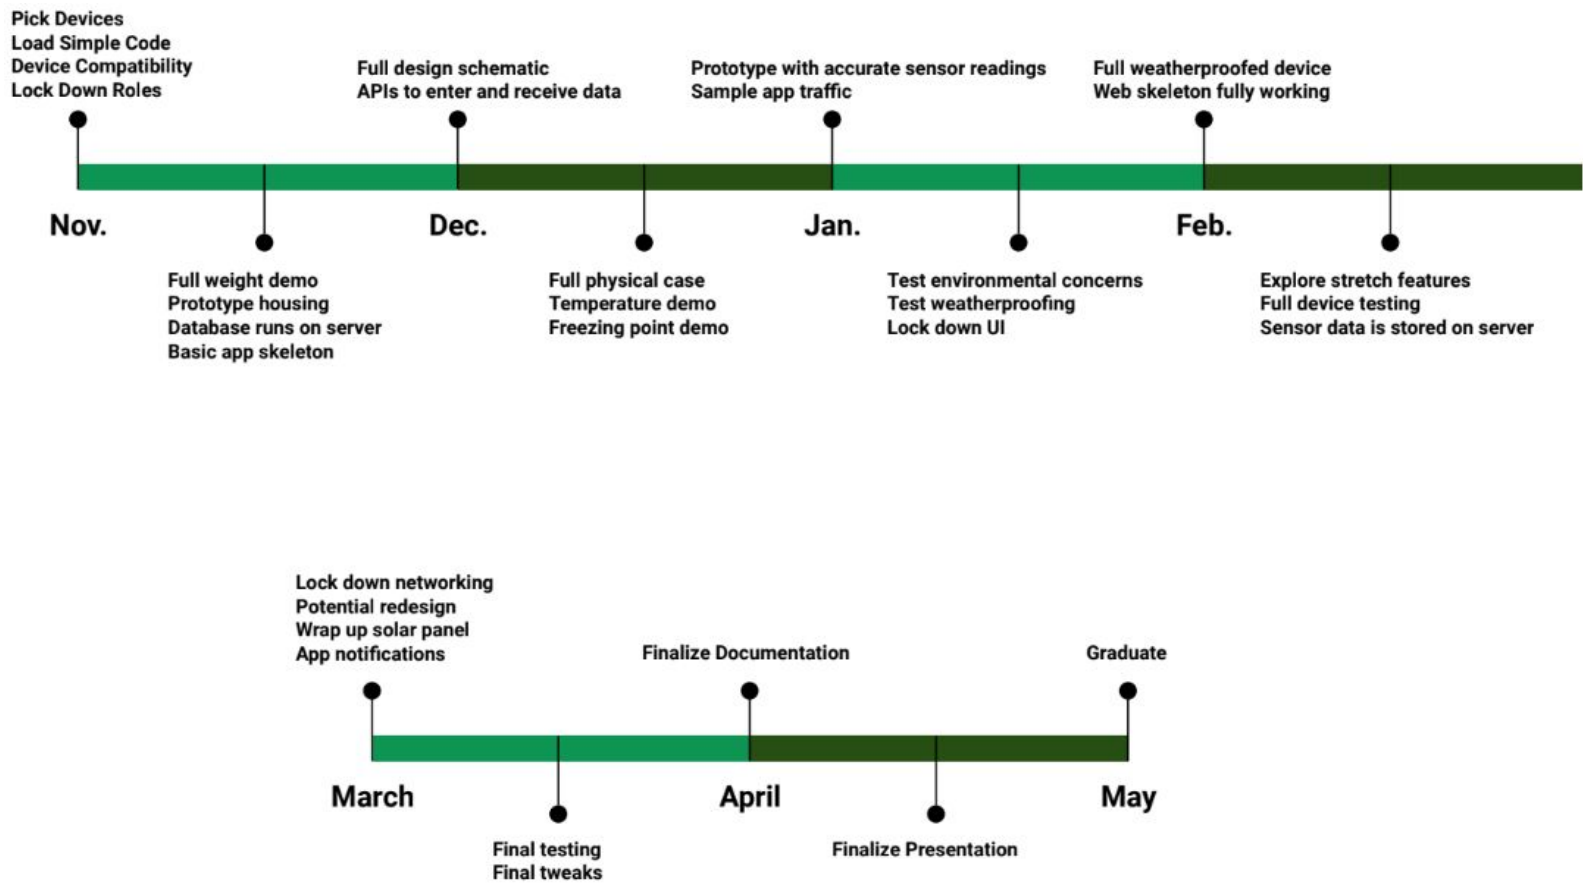 Pick Devices
Load Simple Code
Device Compatibility
Lock Down Roles
Full design schematic
APIs to enter and receive data
Prototype with accurate sensor readings
Sample app traffic
Full weatherproofed device
Web skeleton fully working
Nov.
Dec.
Jan.
Feb.
Full weight demo
Prototype housing
Database runs on server
Basic app skeleton
Full physical case
Temperature demo
Freezing point demo
Test environmental concerns
Test weatherproofing
Lock down UI
Explore stretch features
Full device testing
Sensor data is stored on server
Lock down networking
Potential redesign
Wrap up solar panel
App notifications
Finalize Documentation
Graduate
March
April
May
Final testing
Final tweaks
Finalize Presentation